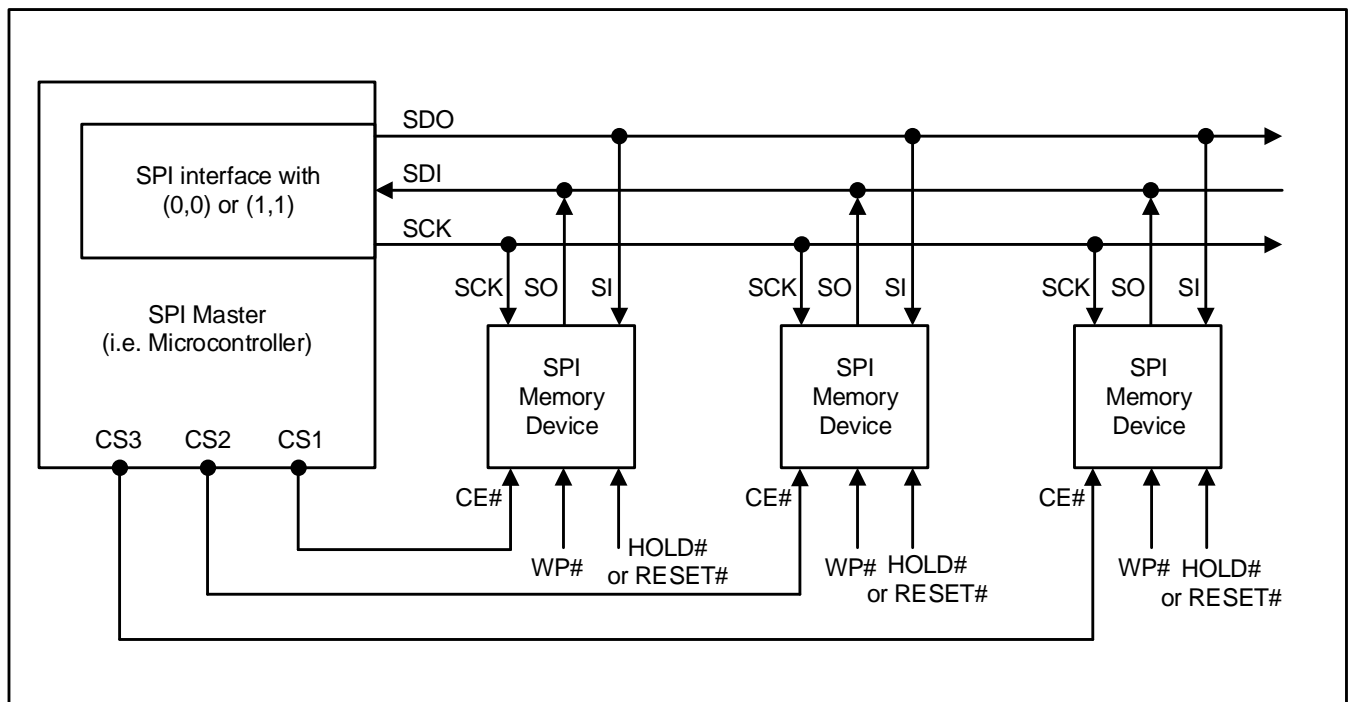 SDO
SPI interface with
(0,0) or (1,1)
SDI
SCK
SCK SO SI
SCK SO SI
SCK SO SI
SPI Master
(i.e. Microcontroller)
SPI
Memory
Device
SPI
Memory
Device
SPI
Memory
Device
CS3 CS2 CS1
CE#
WP#
HOLD#
or RESET#
CE#
WP#
HOLD#
or RESET#
CE#
WP#
HOLD#
or RESET#